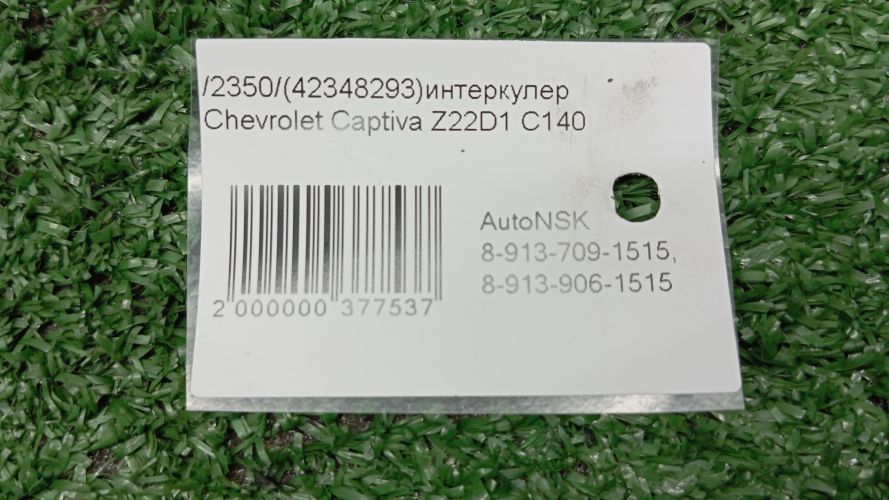 /2350/(42348293)интеркулер
Chevrolet Captiva Z22D1 C140
AutoNSK
8-913-709-1515,
8-913-906-1515
2 000000 377537